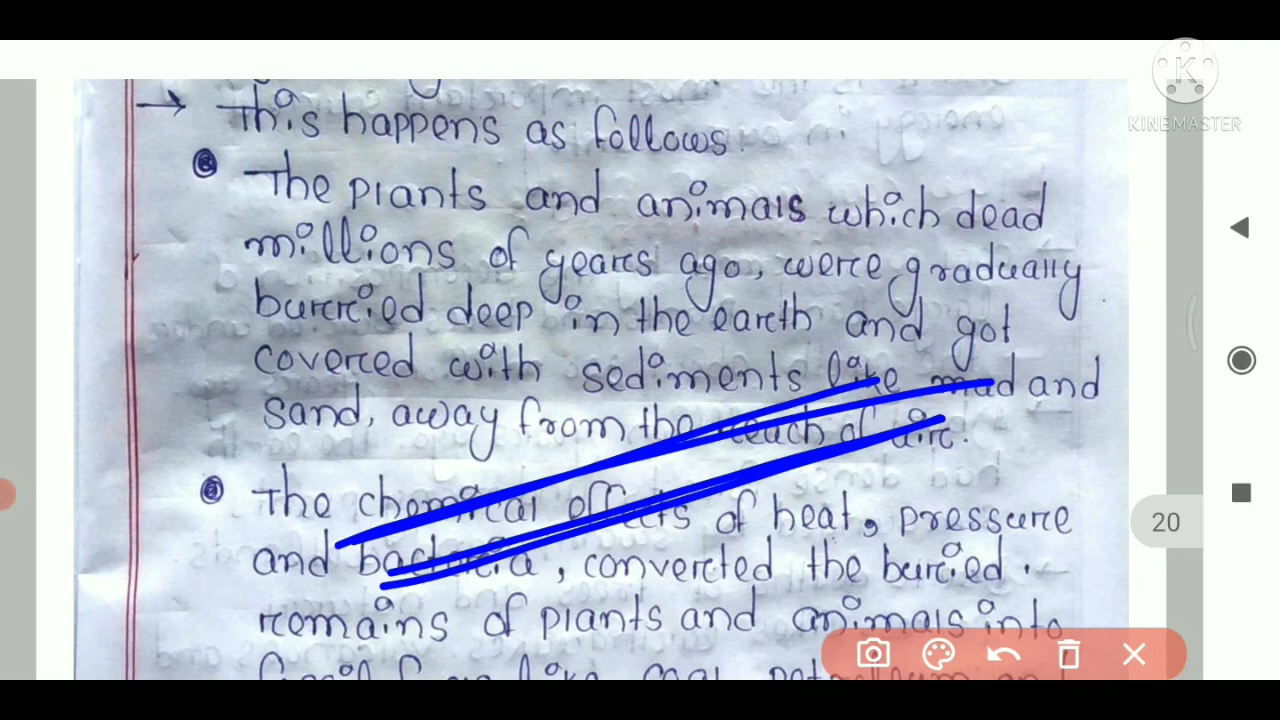 KINEMASTER
→ This happens as follows
The plants and animals which dead
millions of years ago, were gradually
burried deep in the earth and got
covered with sediments like mud and
sand, away from the reach of air.
The chemical effects of heat, pressure
and bacteria, converted the buried
remains of plants and animals into
20